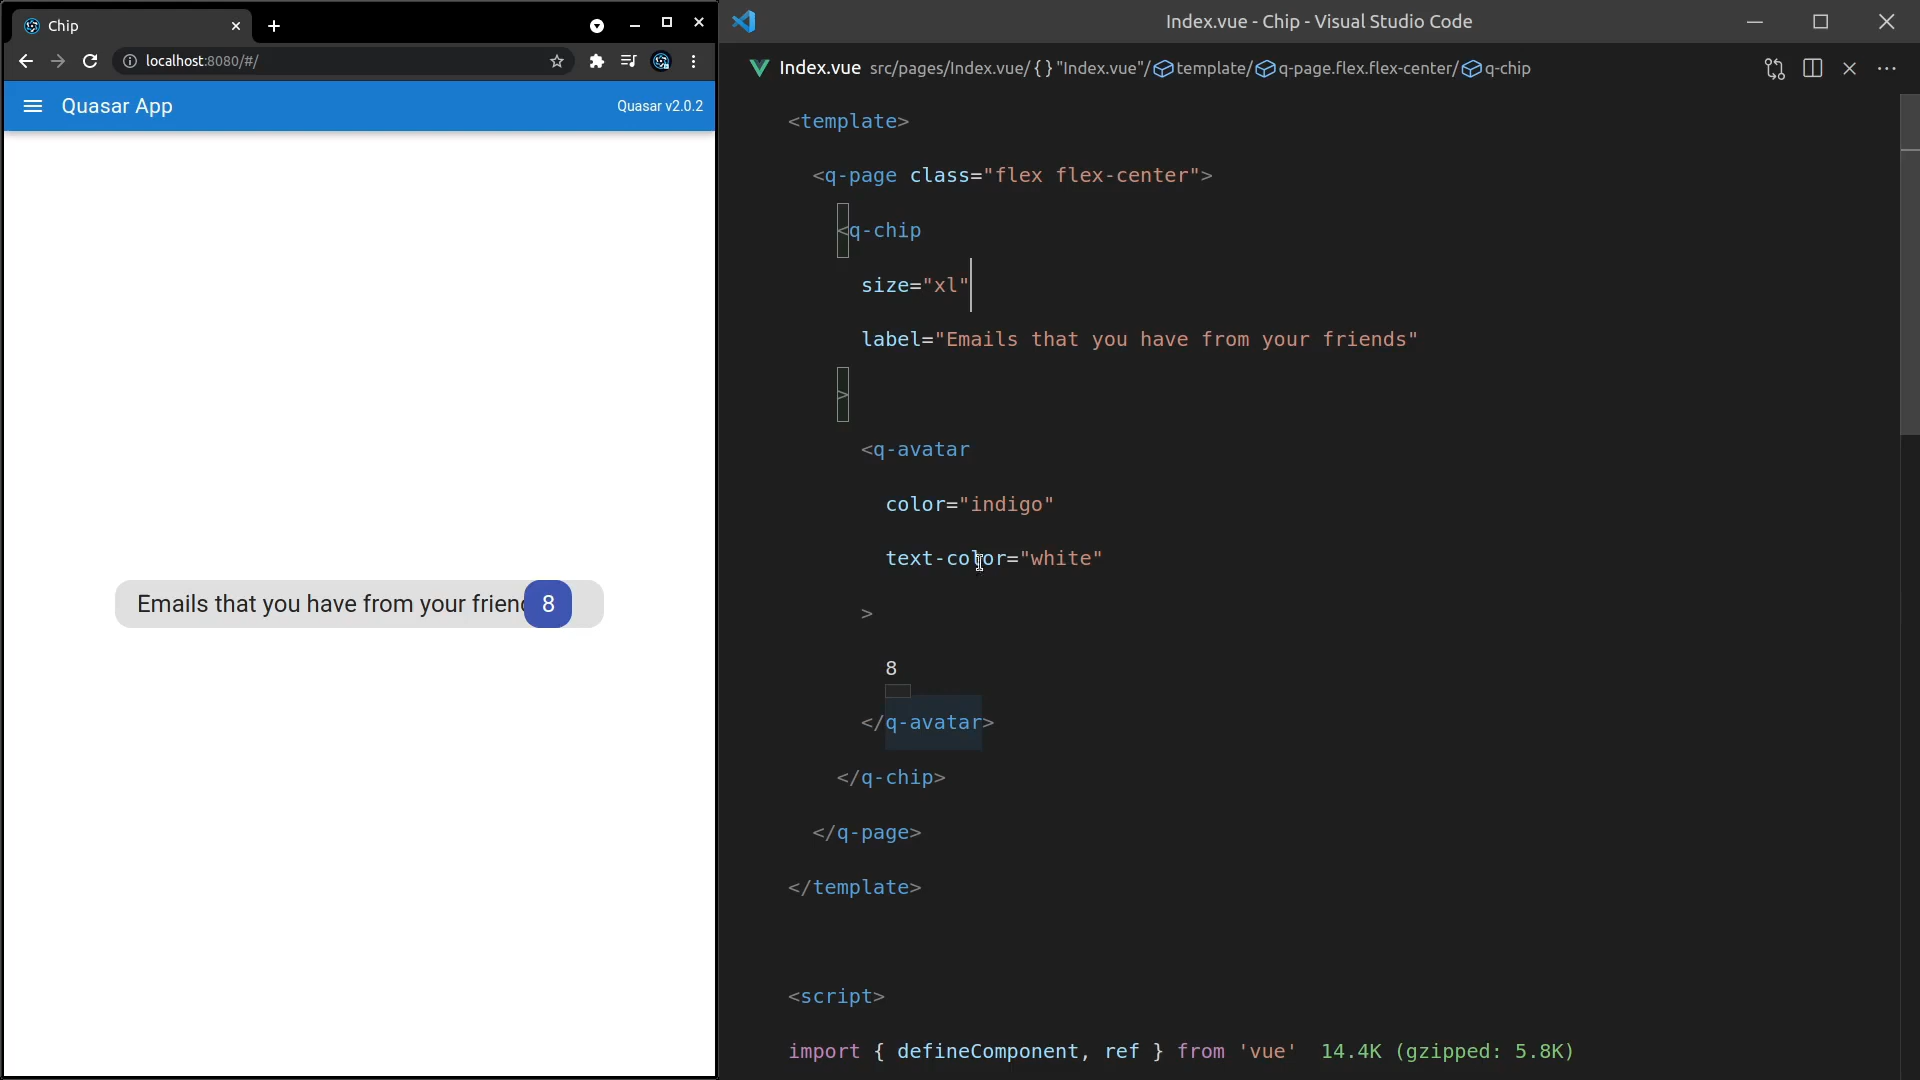 Chip
localhost:8080/#/
Quasar App
Quasar v2.0.2
Emails that you have from your frien
8
Index.vue - Chip - Visual Studio Code
Index.vue src/pages/Index.vue/ { } "Index.vue"/ template/ q-page.flex.flex-center/ q-chip
<template>
<q-page class="flex flex-center">
<q-chip
size="xl"
label="Emails that you have from your friends"
>
<q-avatar
color="indigo"
text-color="white"
>
8
</q-avatar>
</q-chip>
</q-page>
</template>
<script>
import { defineComponent, ref } from 'vue' 14.4K (gzipped: 5.8K)